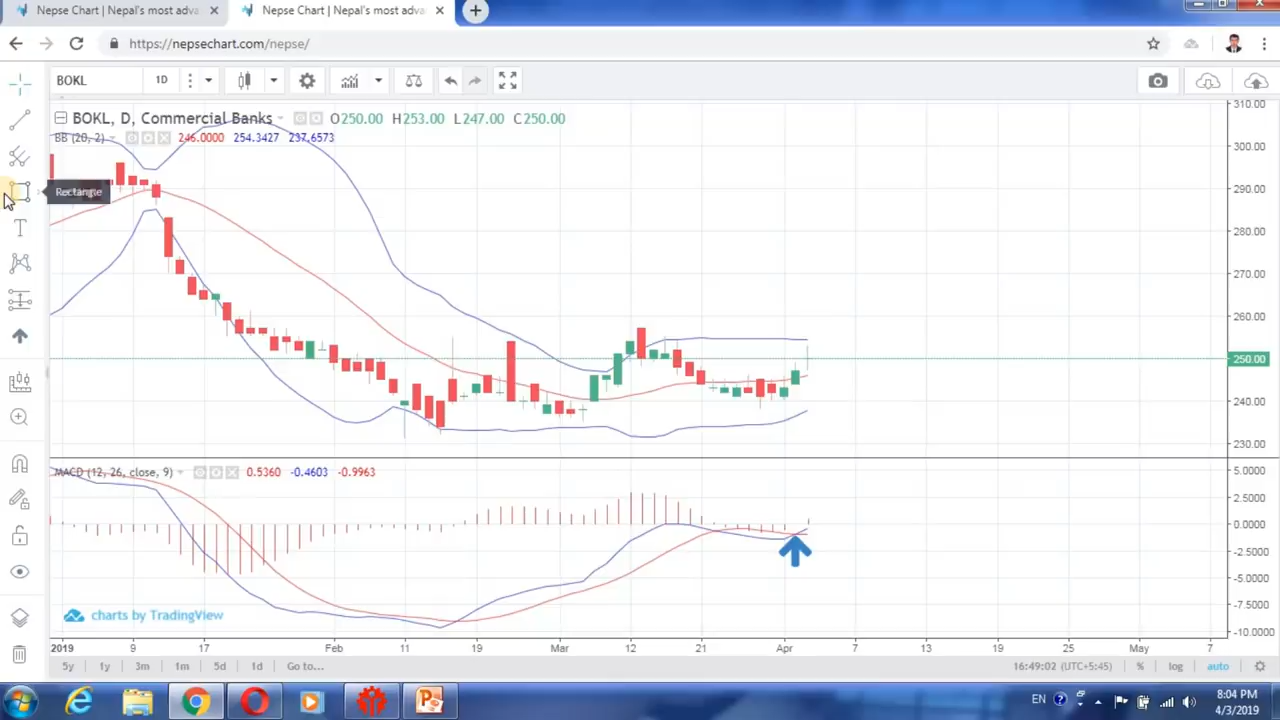 Nepse Chart | Nepal's most adva
Nepse Chart | Nepal's most adva
https://nepsechart.com/nepse/
BOKL 1D
BOKL, D, Commercial Banks O250.00 H253.00 L247.00 C250.00
BB (20, 2) 246.0000 254.3427 237.6573
Rectangle
T
310.00
300.00
290.00
280.00
270.00
260.00
250.00
240.00
230.00
MACD (12, 26, close, 9) 0.5360 -0.4603 -0.9963
5.0000
2.5000
0.0000
-2.5000
-5.0000
-7.5000
-10.0000
charts by TradingView
2019 9 17 Feb 11 19 Mar 12 21 Apr 7 13 19 25 May 7
5y 1y 3m 1m 5d 1d Go to... 16:49:02 (UTC+5:45) % log auto
EN 8:04 PM
4/3/2019